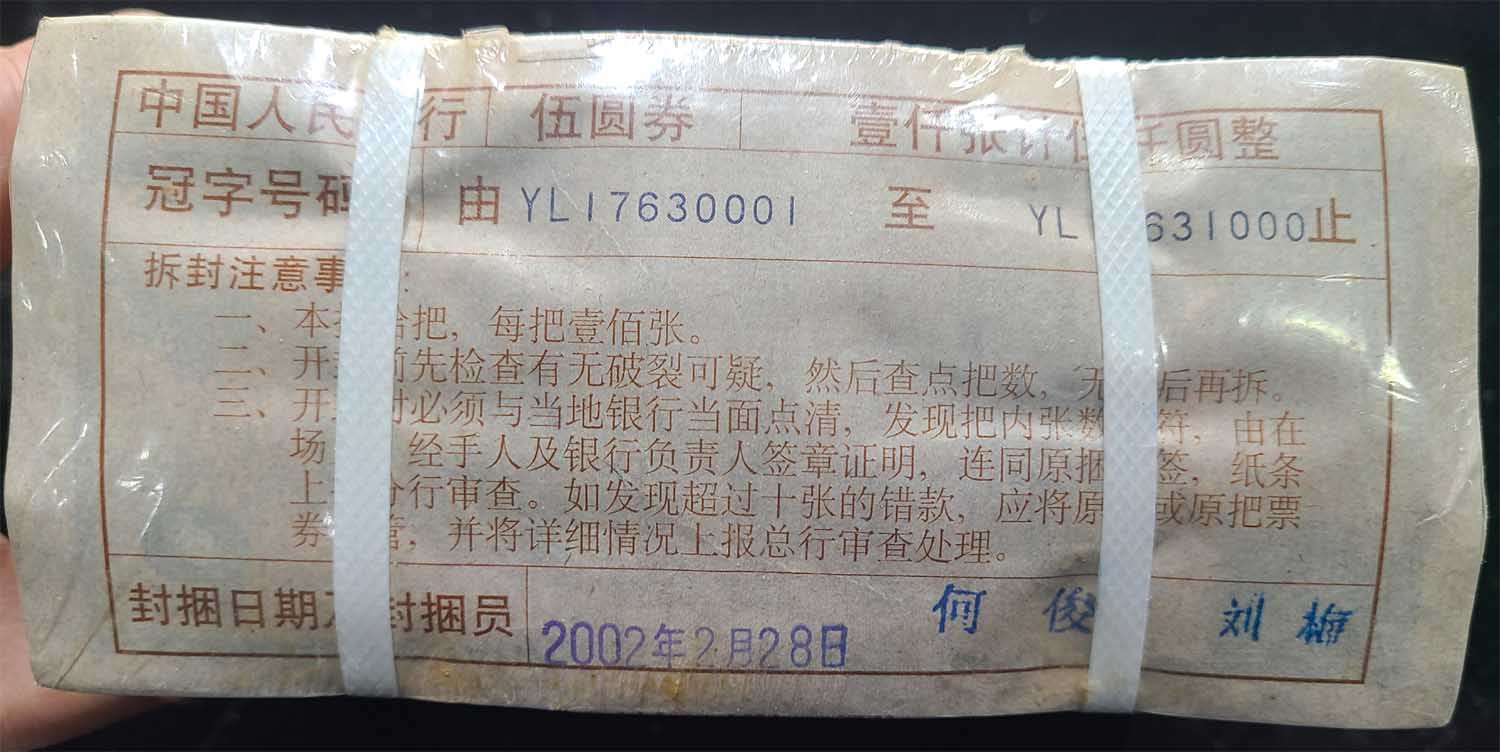 中国人民 行 伍圆券 壹仟张计伍仟圆整
冠字号码 由 YL17630001 至 YL 631000止
拆封注意事 :
一、本 拾把，每把壹佰张。
二、开 前先检查有无破裂可疑，然后查点把数，无 后再拆。
三、开 时必须与当地银行当面点清，发现把内张数 符，由在
场 经手人及银行负责人签章证明，连同原捆 签，纸条
上 分行审查。如发现超过十张的错款，应将原 或原把票
券 管，并将详细情况上报总行审查处理。
封捆日期及封捆员 2002年2月28日 何俊 刘梅